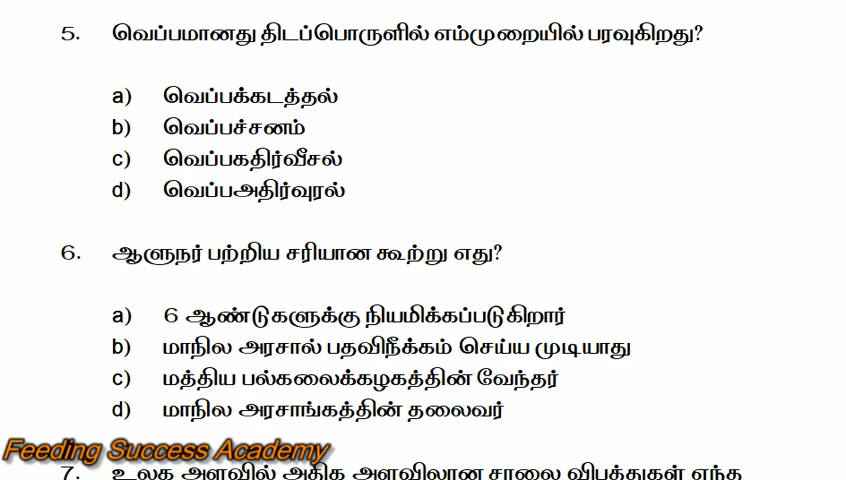 5. வெப்பமானது திடப்பொருளில் எம்முறையில் பரவுகிறது?
a) வெப்பக்கடத்தல்
b) வெப்பச்சனம்
c) வெப்பகதிர்வீசல்
d) வெப்பஅதிர்வுரல்
6. ஆளுநர் பற்றிய சரியான கூற்று எது?
a) 6 ஆண்டுகளுக்கு நியமிக்கப்படுகிறார்
b) மாநில அரசால் பதவிநீக்கம் செய்ய முடியாது
c) மத்திய பல்கலைக்கழகத்தின் வேந்தர்
d) மாநில அரசாங்கத்தின் தலைவர்
Feeding Success Academy
7. உலக அளவில் அதிக அளவிலான சாலை விபத்துகள் எந்த